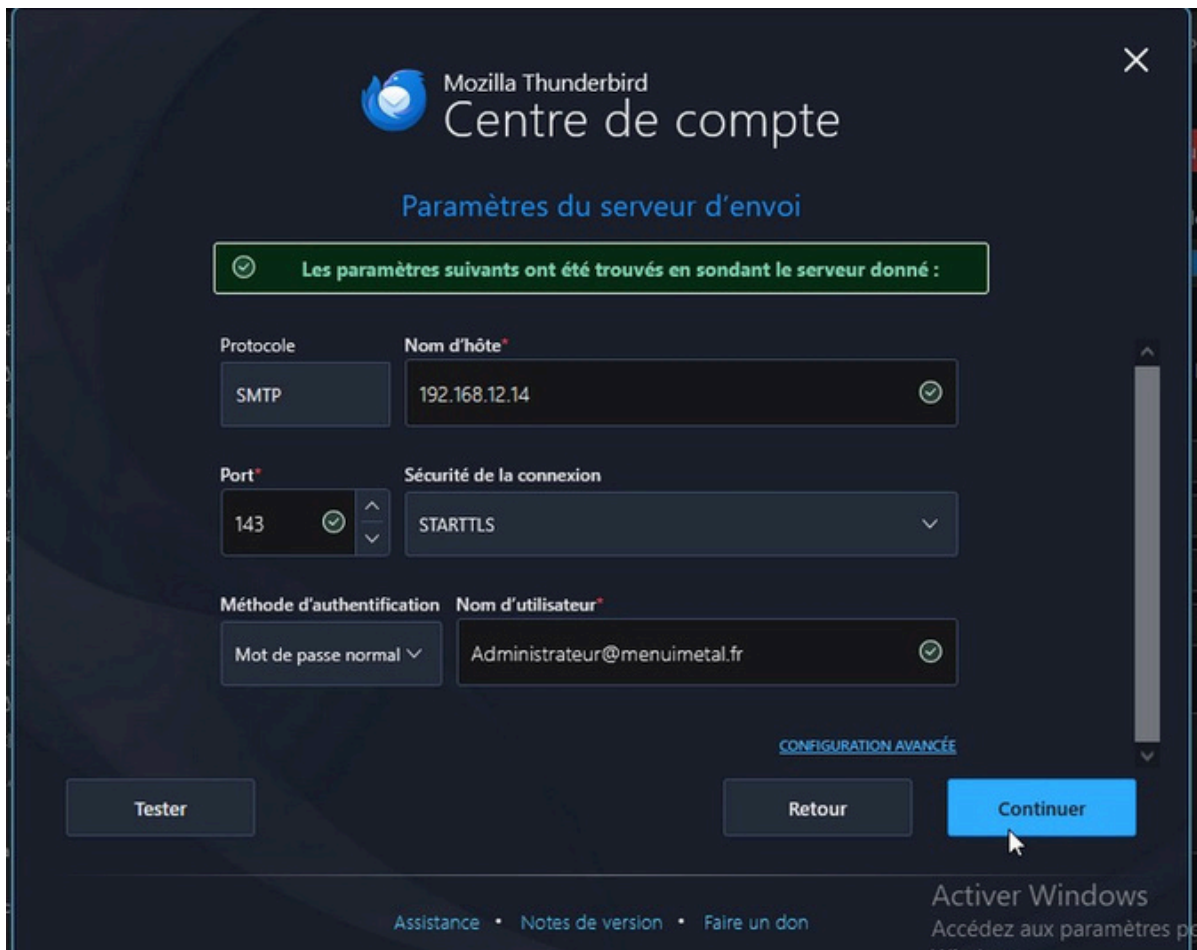 Mozilla Thunderbird
Centre de compte
Paramètres du serveur d'envoi
Les paramètres suivants ont été trouvés en sondant le serveur donné :
Protocole Nom d'hôte*
SMTP 192.168.12.14
Port* Sécurité de la connexion
143 STARTTLS
Méthode d'authentification Nom d'utilisateur*
Mot de passe normal Administrateur@menuimetal.fr
CONFIGURATION AVANCÉE
Tester Retour Continuer
Activer Windows
Assistance • Notes de version • Faire un don
Accédez aux paramètres